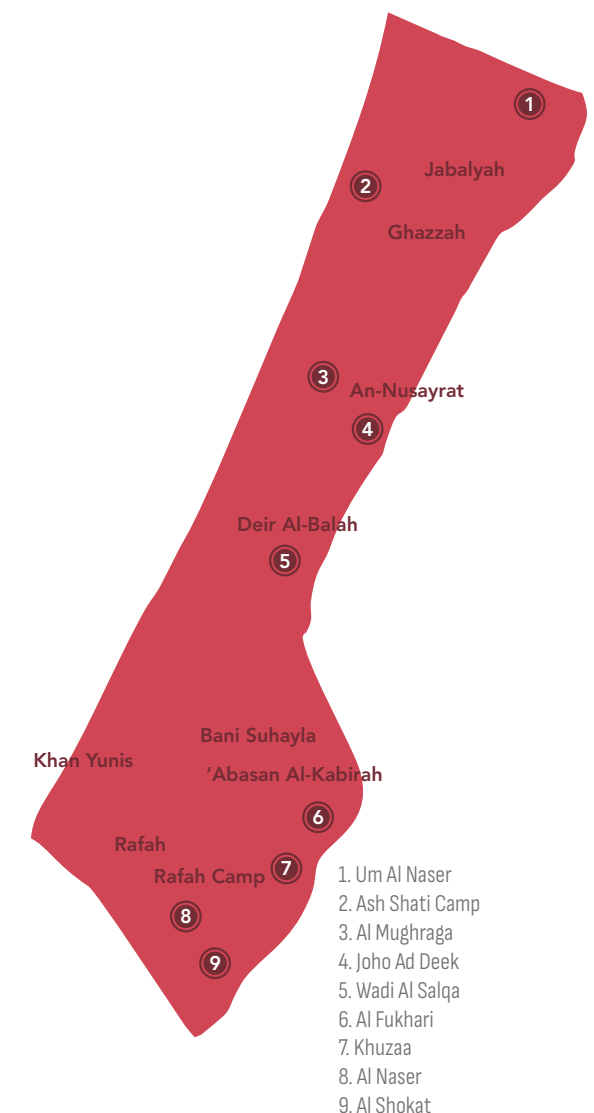 1
Jabalyah
2
Ghazzah
3
An-Nusayrat
4
Deir Al-Balah
5
Bani Suhayla
Khan Yunis
‘Abasan Al-Kabirah
6
Rafah
7
Rafah Camp
8
9
1. Um Al Naser
2. Ash Shati Camp
3. Al Mughraga
4. Joho Ad Deek
5. Wadi Al Salqa
6. Al Fukhari
7. Khuzaa
8. Al Naser
9. Al Shokat